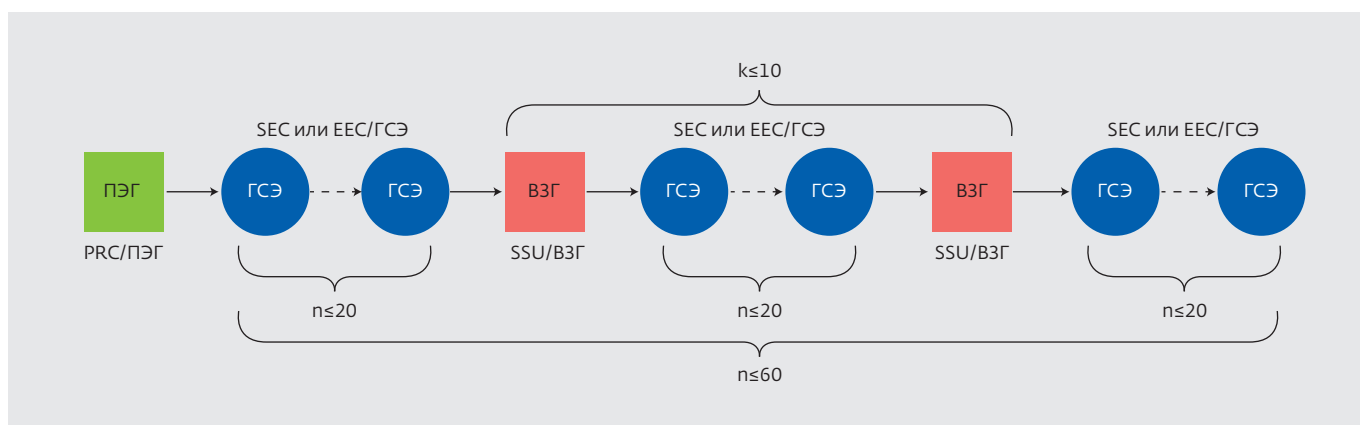 k≤10
SEC или EEC/ГСЭ
SEC или EEC/ГСЭ
SEC или EEC/ГСЭ
ПЭГ
ГСЭ
ГСЭ
ВЗГ
ГСЭ
ГСЭ
ВЗГ
ГСЭ
ГСЭ
PRC/ПЭГ
SSU/ВЗГ
SSU/ВЗГ
n≤20
n≤20
n≤20
n≤60